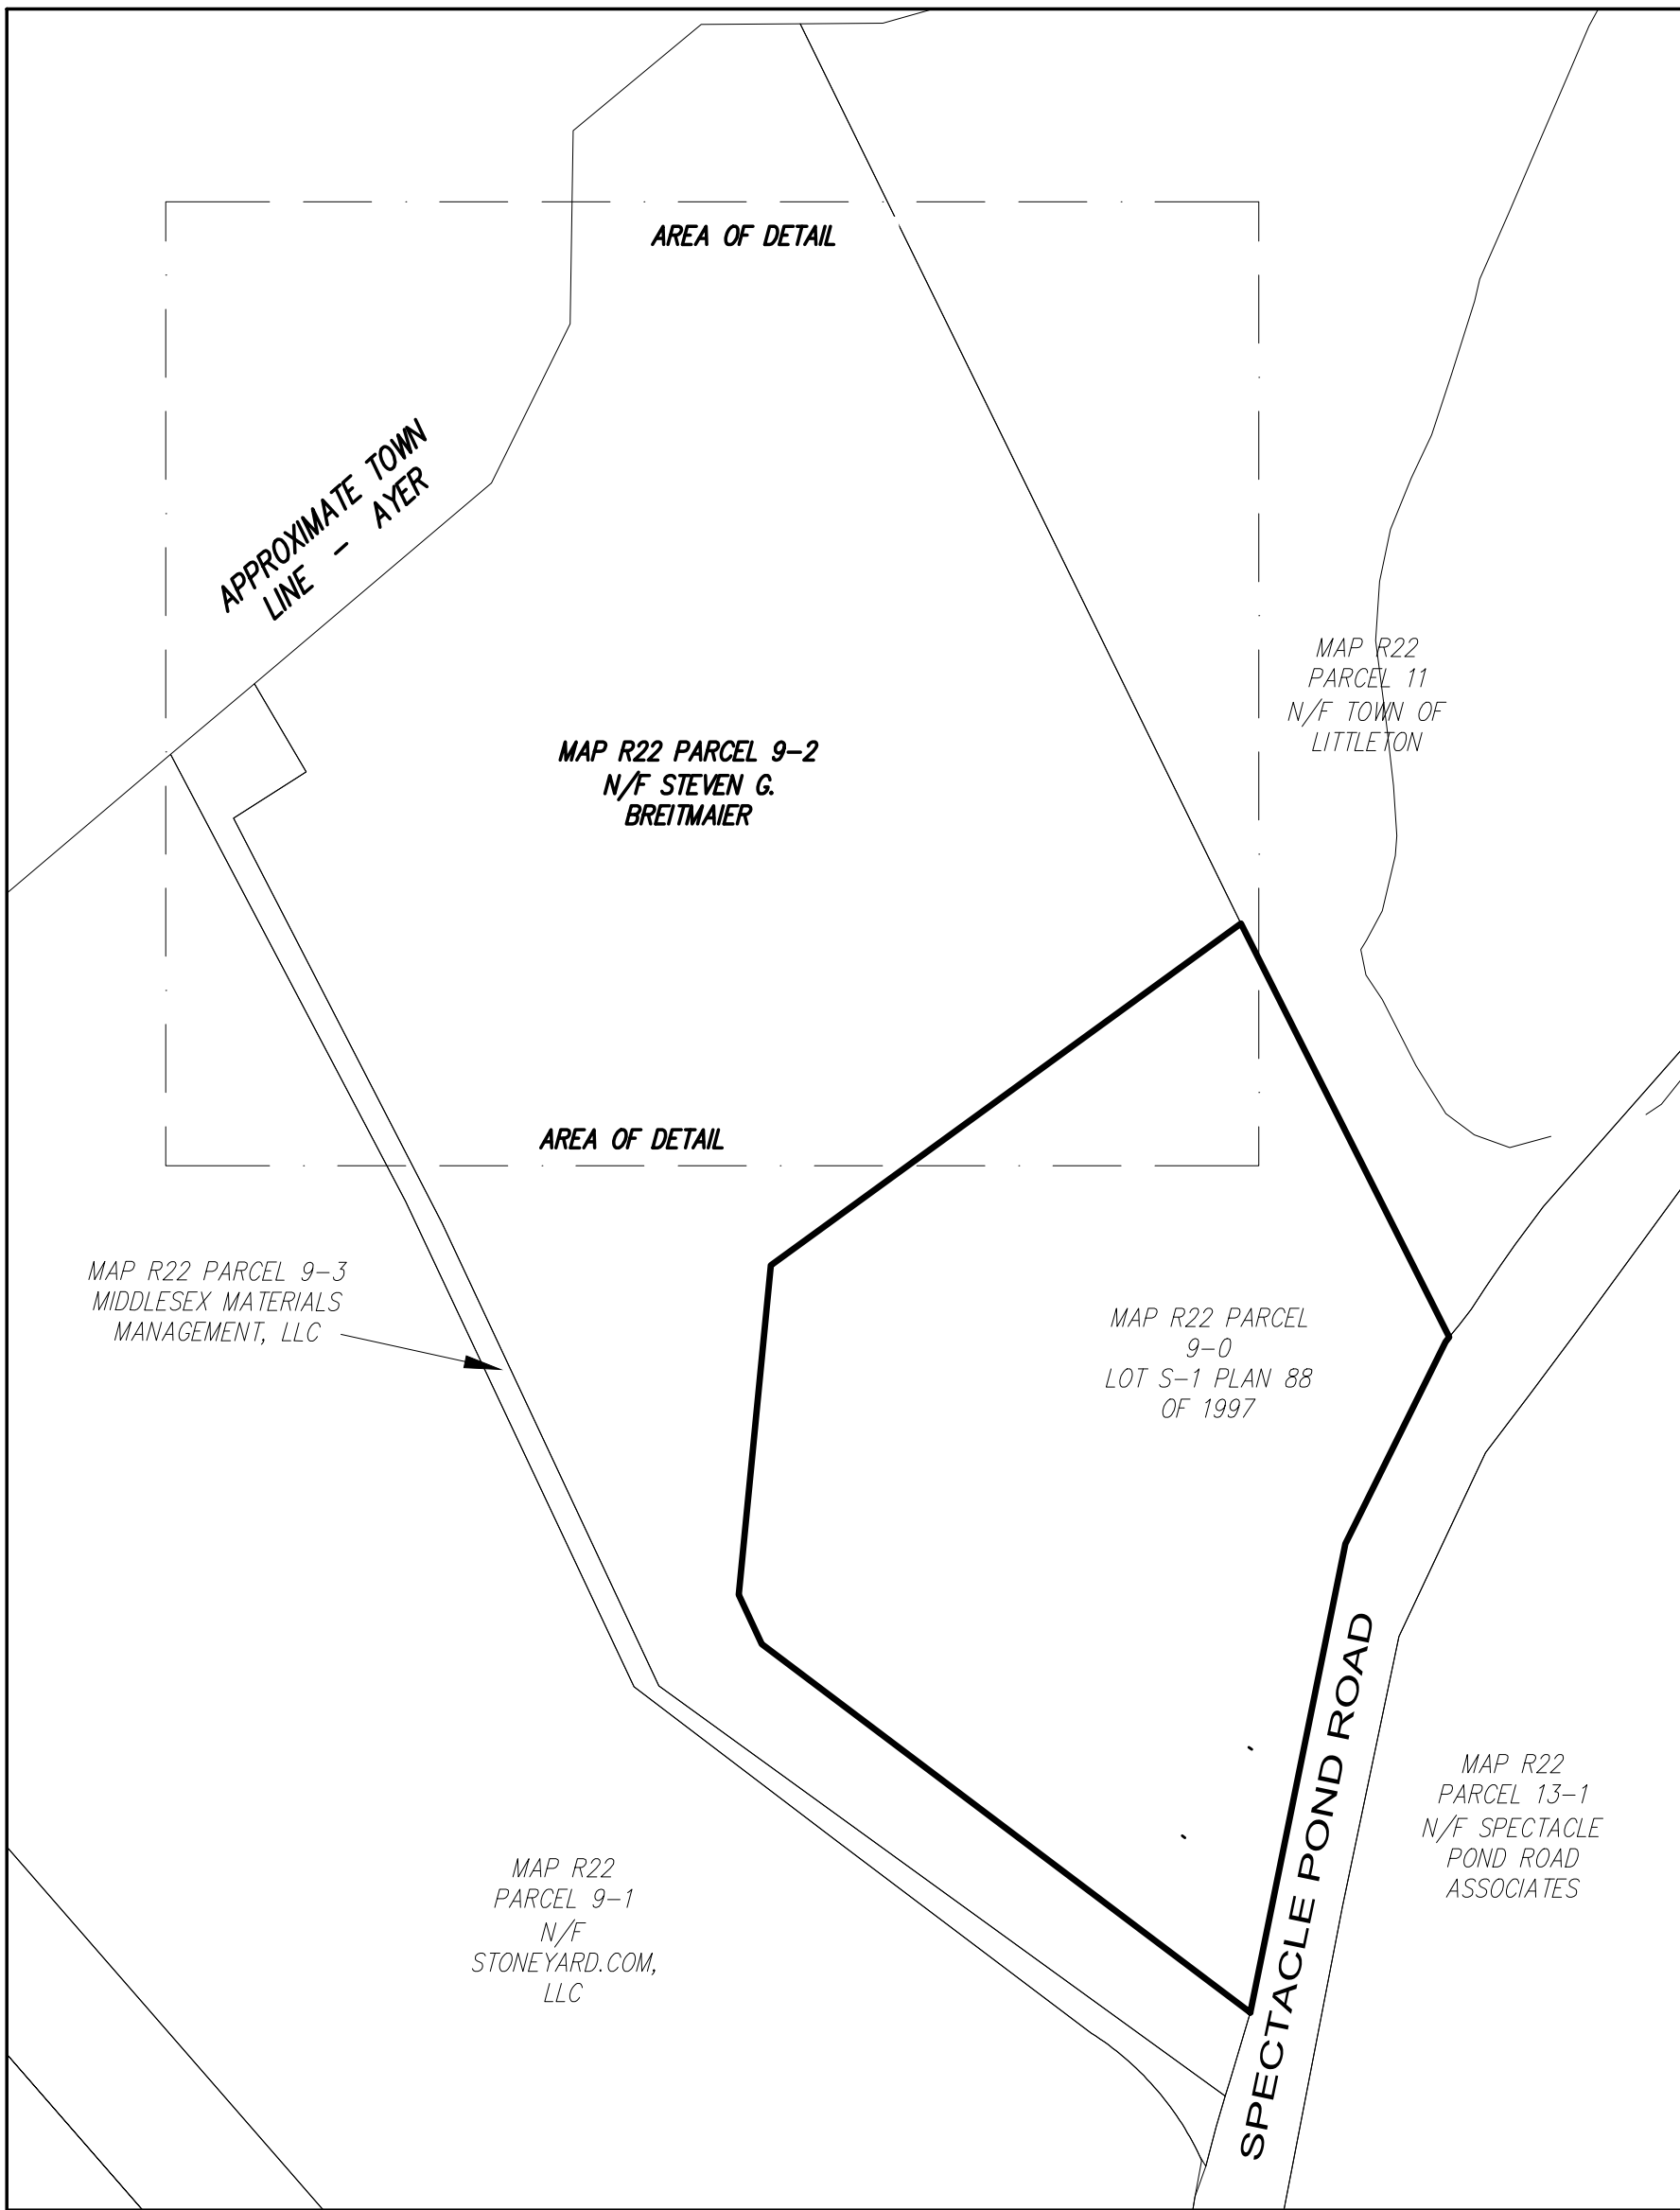 AREA OF DETAIL
APPROXIMATE TOWN
LINE - AYER
MAP R22
PARCEL 11
N/F TOWN OF
LITTLETON
MAP R22 PARCEL 9-2
N/F STEVEN G.
BREITMAIER
AREA OF DETAIL
MAP R22 PARCEL 9-3
MIDDLESEX MATERIALS
MANAGEMENT, LLC
MAP R22 PARCEL
9-0
LOT S-1 PLAN 88
OF 1997
SPECTACLE POND ROAD
MAP R22
PARCEL 13-1
N/F SPECTACLE
POND ROAD
ASSOCIATES
MAP R22
PARCEL 9-1
N/F
STONEYARD.COM,
LLC